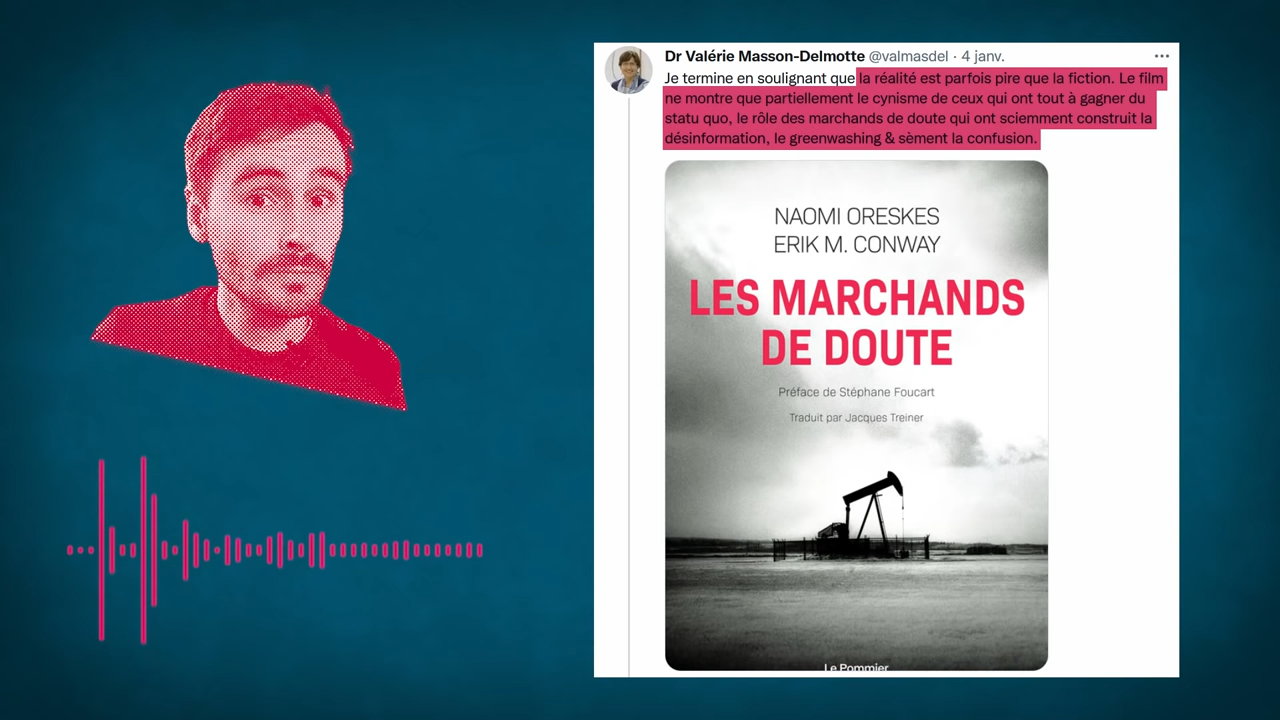 Dr Valérie Masson-Delmotte @valmasdel · 4 janv.
Je termine en soulignant que la réalité est parfois pire que la fiction. Le film
ne montre que partiellement le cynisme de ceux qui ont tout à gagner du
statu quo, le rôle des marchands de doute qui ont sciemment construit la
désinformation, le greenwashing & sèment la confusion.
NAOMI ORESKES
ERIK M. CONWAY
LES MARCHANDS
DE DOUTE
Préface de Stéphane Foucart
Traduit par Jacques Treiner
Le Pommier